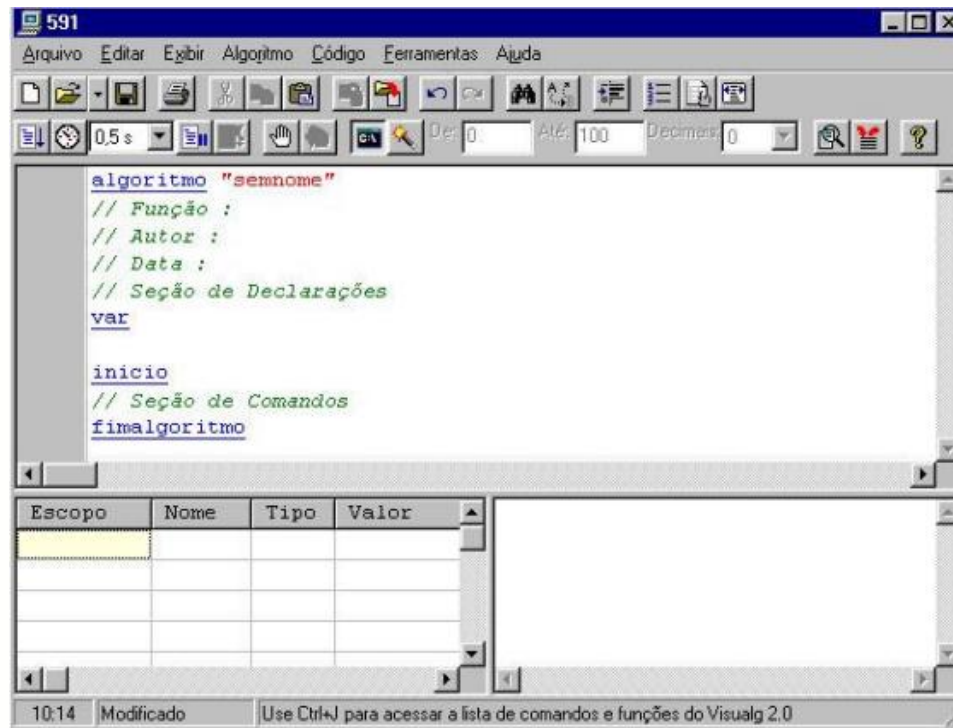 591
Arquivo Editar Exibir Algoritmo Código Ferramentas Ajuda
0,5 s De: 0 Até: 100 Decimais: 0
algoritmo "semnome"
// Função :
// Autor :
// Data :
// Seção de Declarações
var
inicio
// Seção de Comandos
fimalgoritmo
Escopo Nome Tipo Valor
10:14 Modificado Use Ctrl+J para acessar a lista de comandos e funções do Visualg 2.0